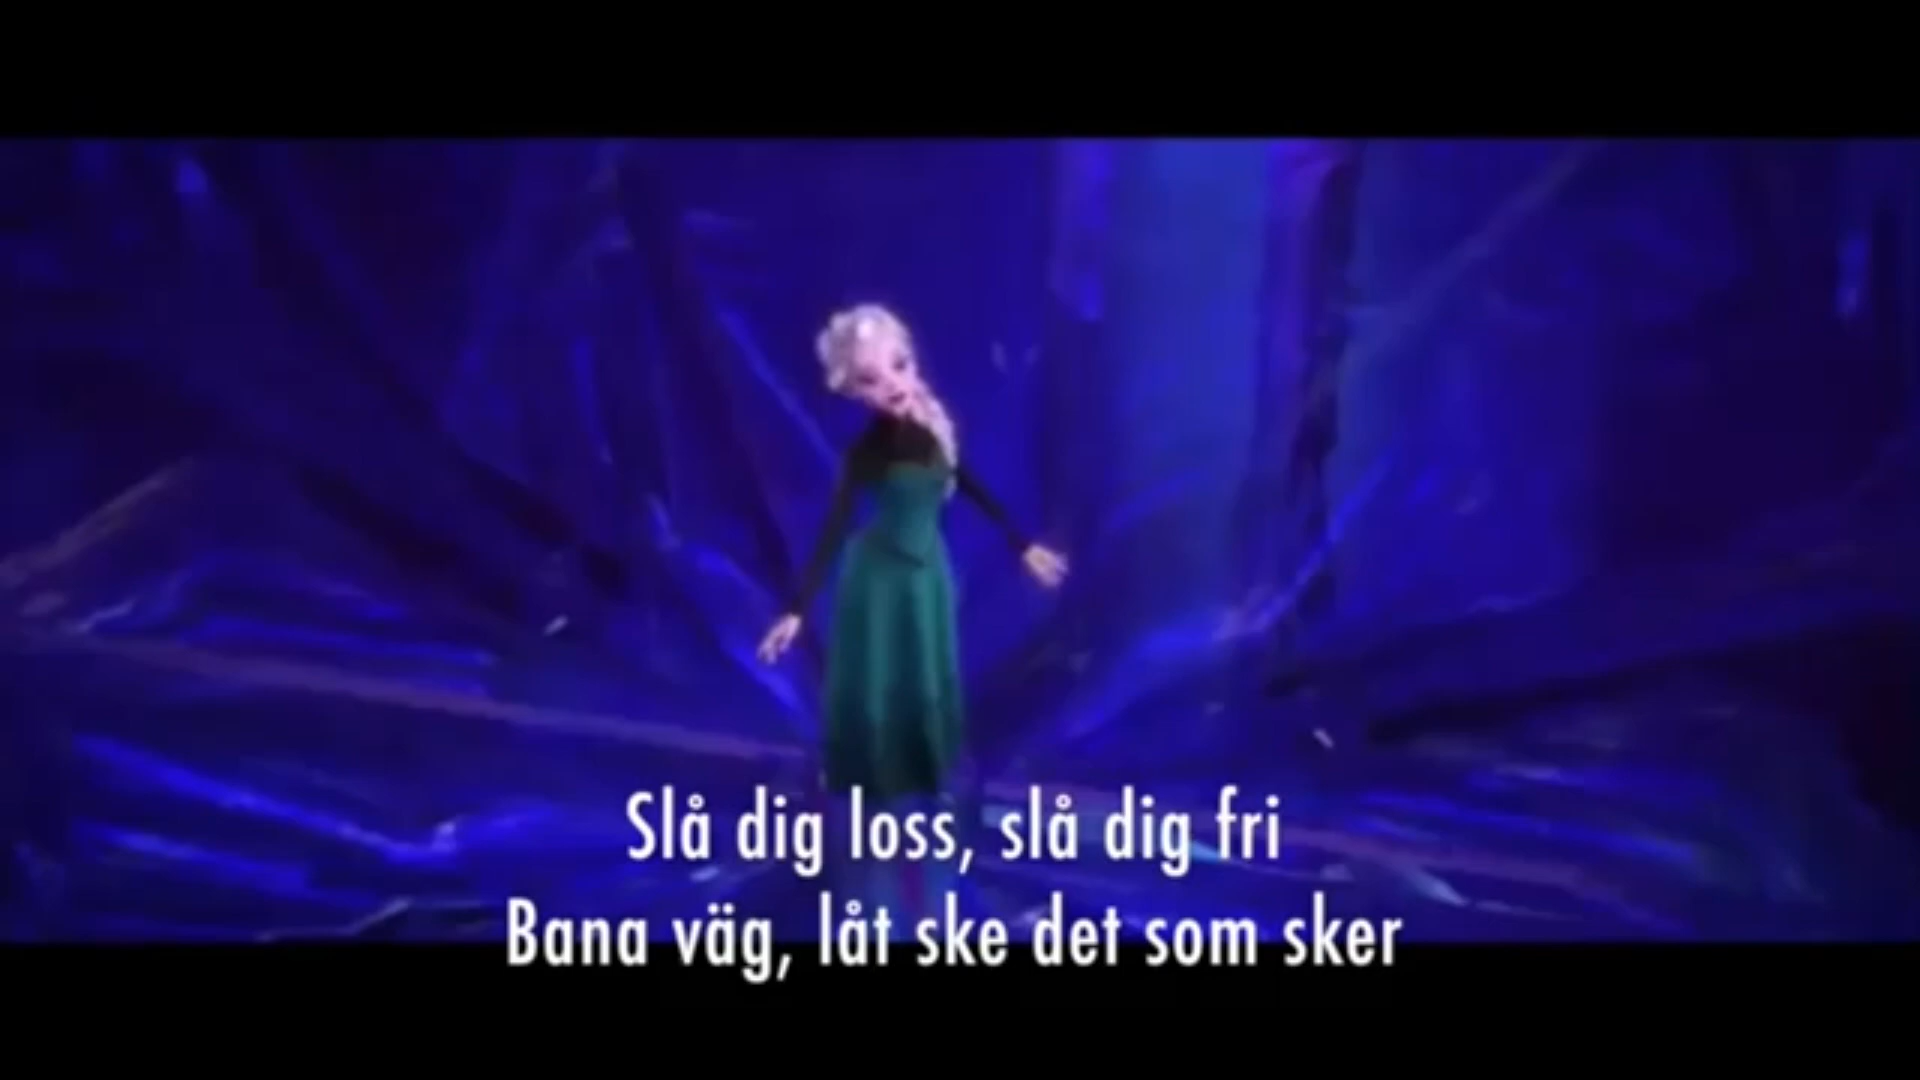 Slå dig loss, slå dig fri
Bana väg, låt ske det som sker